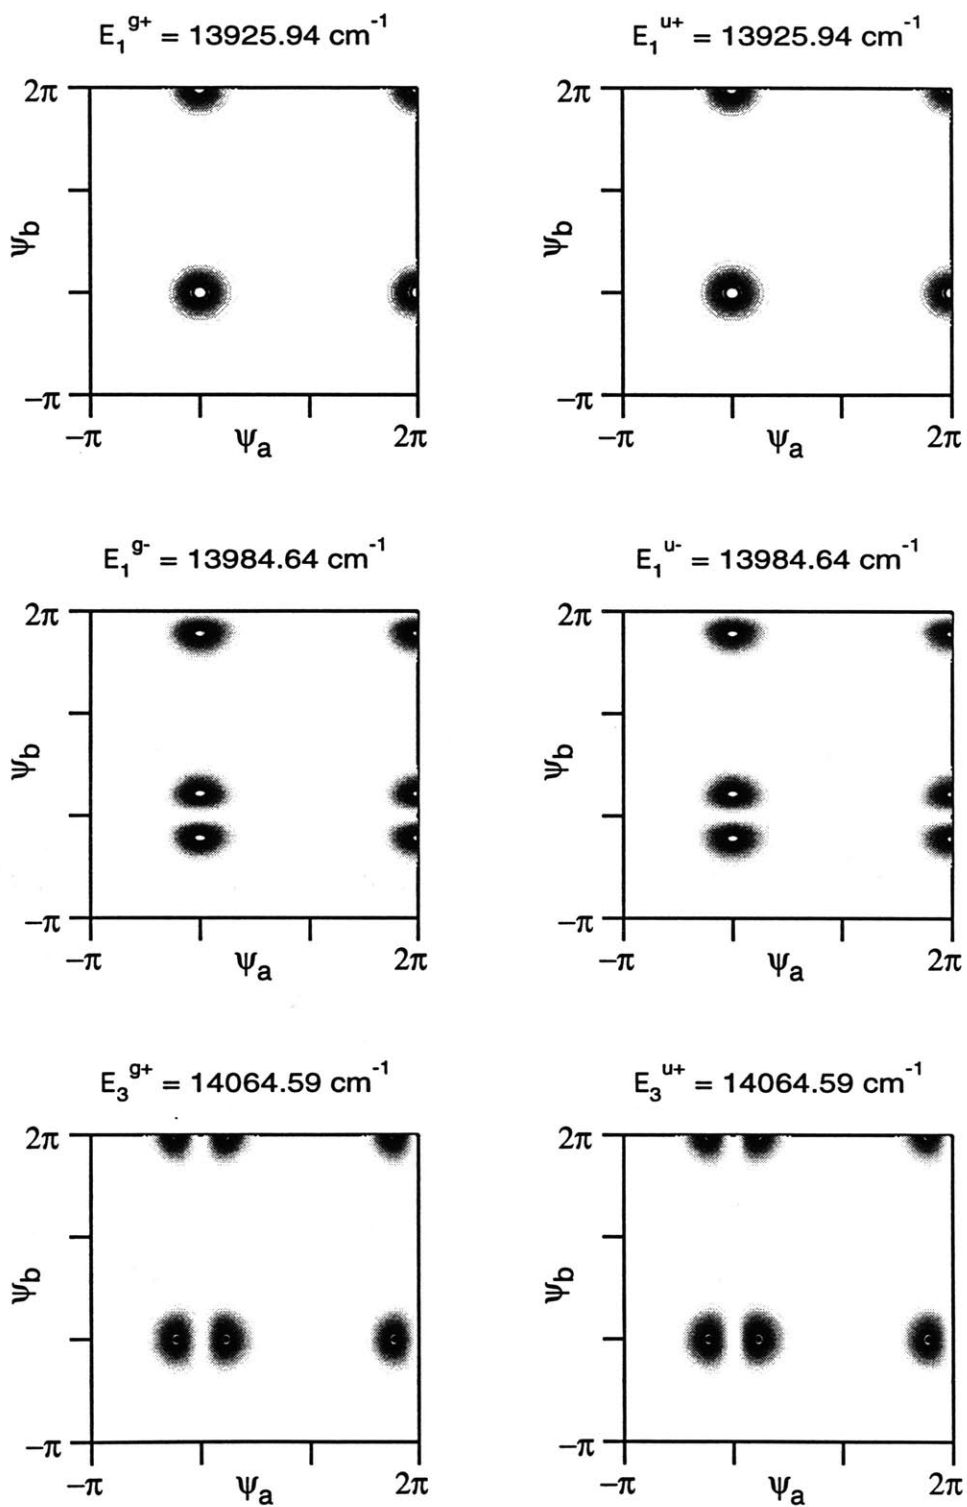 E₁ᵍ⁺ = 13925.94 cm⁻¹
2π
ψb
−π
−π ψa 2π
E₁ᵘ⁺ = 13925.94 cm⁻¹
2π
ψb
−π
−π ψa 2π
E₁ᵍ⁻ = 13984.64 cm⁻¹
2π
ψb
−π
−π ψa 2π
E₁ᵘ⁻ = 13984.64 cm⁻¹
2π
ψb
−π
−π ψa 2π
E₃ᵍ⁺ = 14064.59 cm⁻¹
2π
ψb
−π
−π ψa 2π
E₃ᵘ⁺ = 14064.59 cm⁻¹
2π
ψb
−π
−π ψa 2π